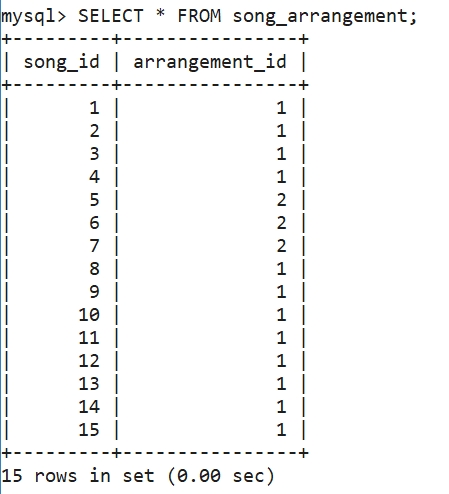 mysql> SELECT * FROM song_arrangement;
+---------+----------------+
| song_id | arrangement_id |
+---------+----------------+
|       1 |              1 |
|       2 |              1 |
|       3 |              1 |
|       4 |              1 |
|       5 |              2 |
|       6 |              2 |
|       7 |              2 |
|       8 |              1 |
|       9 |              1 |
|      10 |              1 |
|      11 |              1 |
|      12 |              1 |
|      13 |              1 |
|      14 |              1 |
|      15 |              1 |
+---------+----------------+
15 rows in set (0.00 sec)